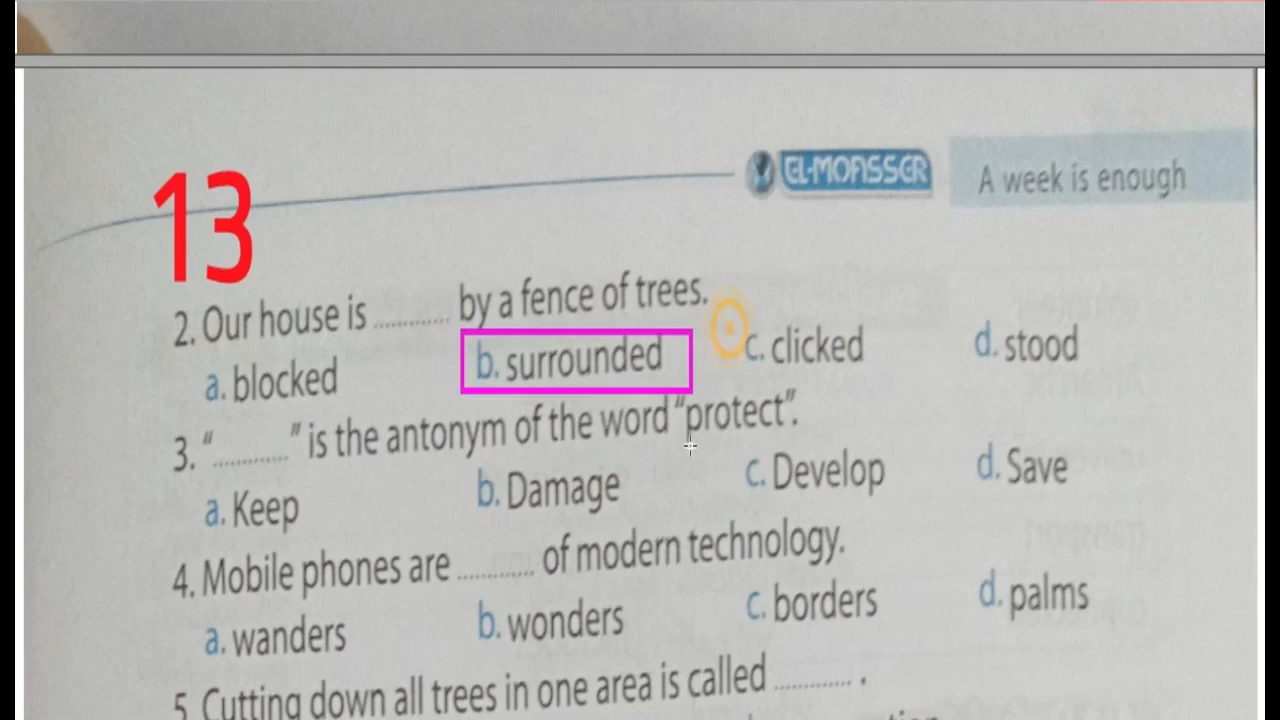 EL-MOASSER A week is enough
13
2. Our house is ............ by a fence of trees.
a. blocked b. surrounded c. clicked d. stood
3. "............" is the antonym of the word "protect".
a. Keep b. Damage c. Develop d. Save
4. Mobile phones are ............ of modern technology.
a. wanders b. wonders c. borders d. palms
5. Cutting down all trees in one area is called ............ .